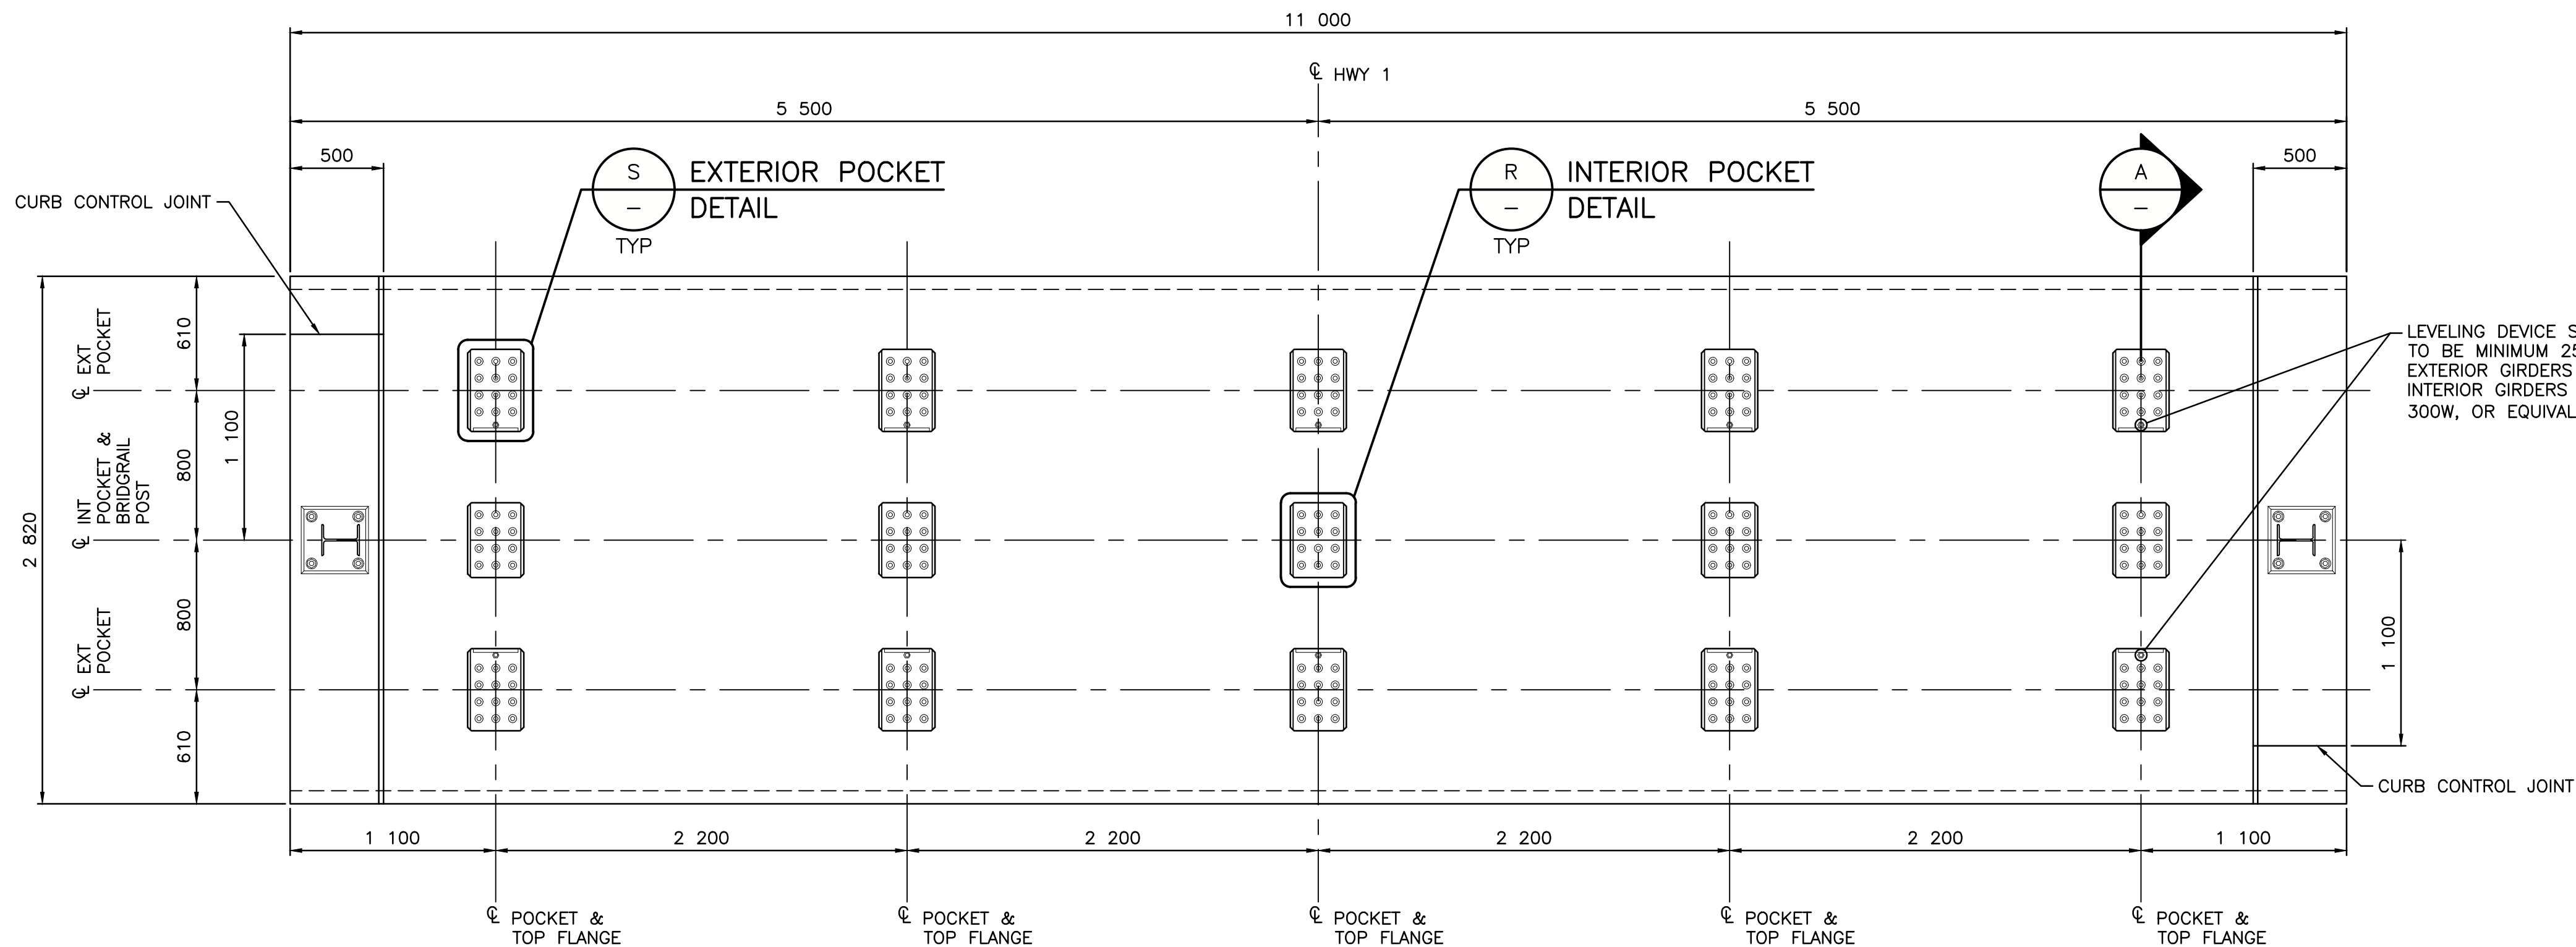 11 000
℄ HWY 1
5 500
5 500
500
500
S
–
EXTERIOR POCKET
DETAIL
TYP
R
–
INTERIOR POCKET
DETAIL
TYP
A
–
CURB CONTROL JOINT
LEVELING DEVICE S
TO BE MINIMUM 25
EXTERIOR GIRDERS
INTERIOR GIRDERS
300W, OR EQUIVAL
2 820
℄ EXT
POCKET
610
1 100
℄ INT
POCKET &
BRIDGRAIL
POST
800
800
℄ EXT
POCKET
610
1 100
CURB CONTROL JOINT
1 100
2 200
2 200
2 200
2 200
1 100
℄ POCKET &
TOP FLANGE
℄ POCKET &
TOP FLANGE
℄ POCKET &
TOP FLANGE
℄ POCKET &
TOP FLANGE
℄ POCKET &
TOP FLANGE